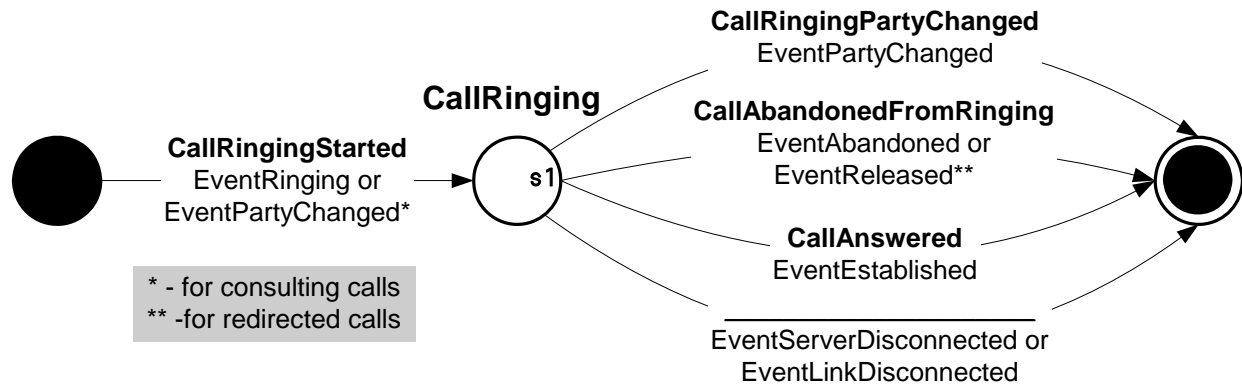 CallRingingPartyChanged
EventPartyChanged
CallRinging
CallAbandonedFromRinging
EventAbandoned or
EventReleased**
CallRingingStarted
EventRinging or
EventPartyChanged*
s1
CallAnswered
EventEstablished
* - for consulting calls
** -for redirected calls
EventServerDisconnected or
EventLinkDisconnected